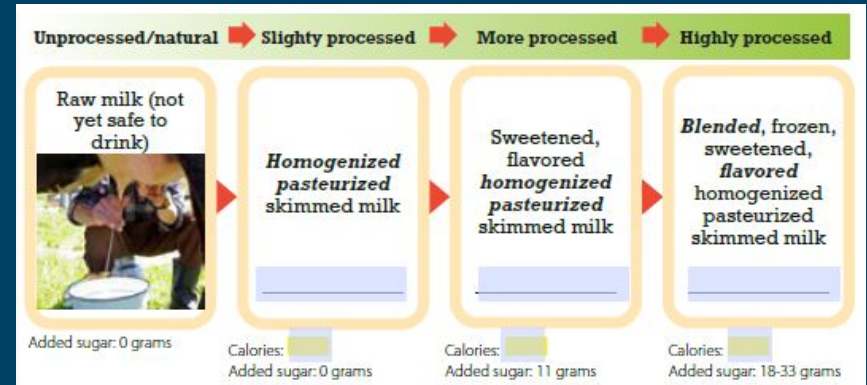 Unprocessed/natural Slighty processed More processed Highly processed
Raw milk (not
yet safe to
drink)
Homogenized
pasteurized
skimmed milk
Sweetened,
flavored
homogenized
pasteurized
skimmed milk
Blended, frozen,
sweetened,
flavored
homogenized
pasteurized
skimmed milk
Added sugar: 0 grams
Calories:
Added sugar: 0 grams
Calories:
Added sugar: 11 grams
Calories:
Added sugar: 18-33 grams